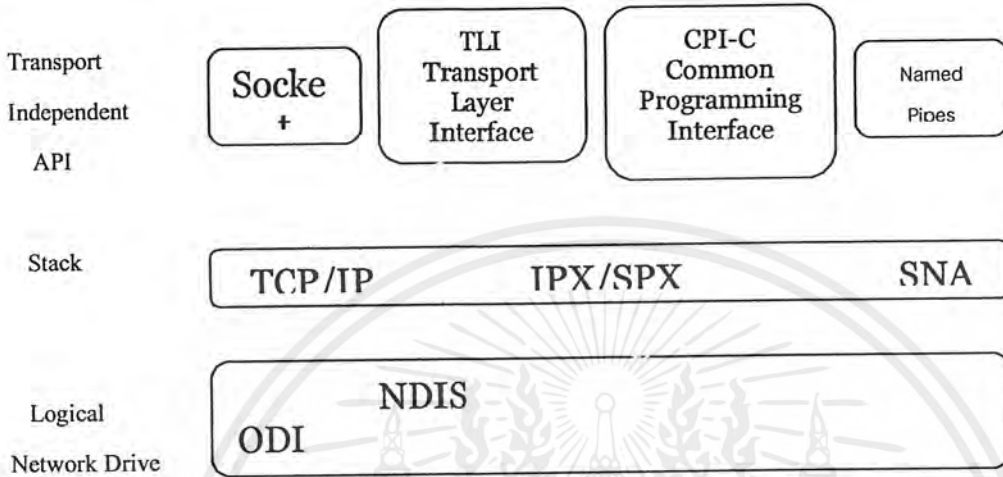 Transport
Independent
API
Socke
t
TLI
Transport
Layer
Interface
CPI-C
Common
Programming
Interface
Named
Pipes
Stack
TCP/IP
IPX/SPX
SNA
Logical
Network Drive
NDIS
ODI